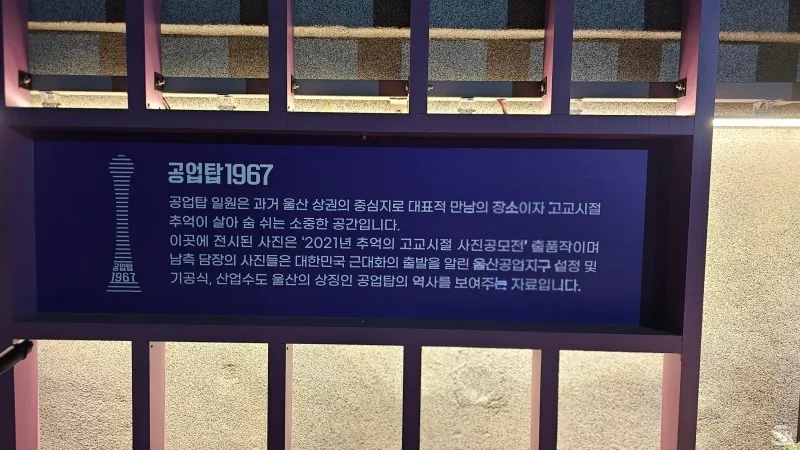 공업탑1967
공업탑 일원은 과거 울산 상권의 중심지로 대표적 만남의 장소이자 고교시절
추억이 살아 숨 쉬는 소중한 공간입니다.
이곳에 전시된 사진은 ‘2021년 추억의 고교시절 사진공모전’ 출품작이며
남측 담장의 사진들은 대한민국 근대화의 출발을 알린 울산공업지구 설정 및
기공식, 산업수도 울산의 상징인 공업탑의 역사를 보여주는 자료입니다.
공업탑
1967